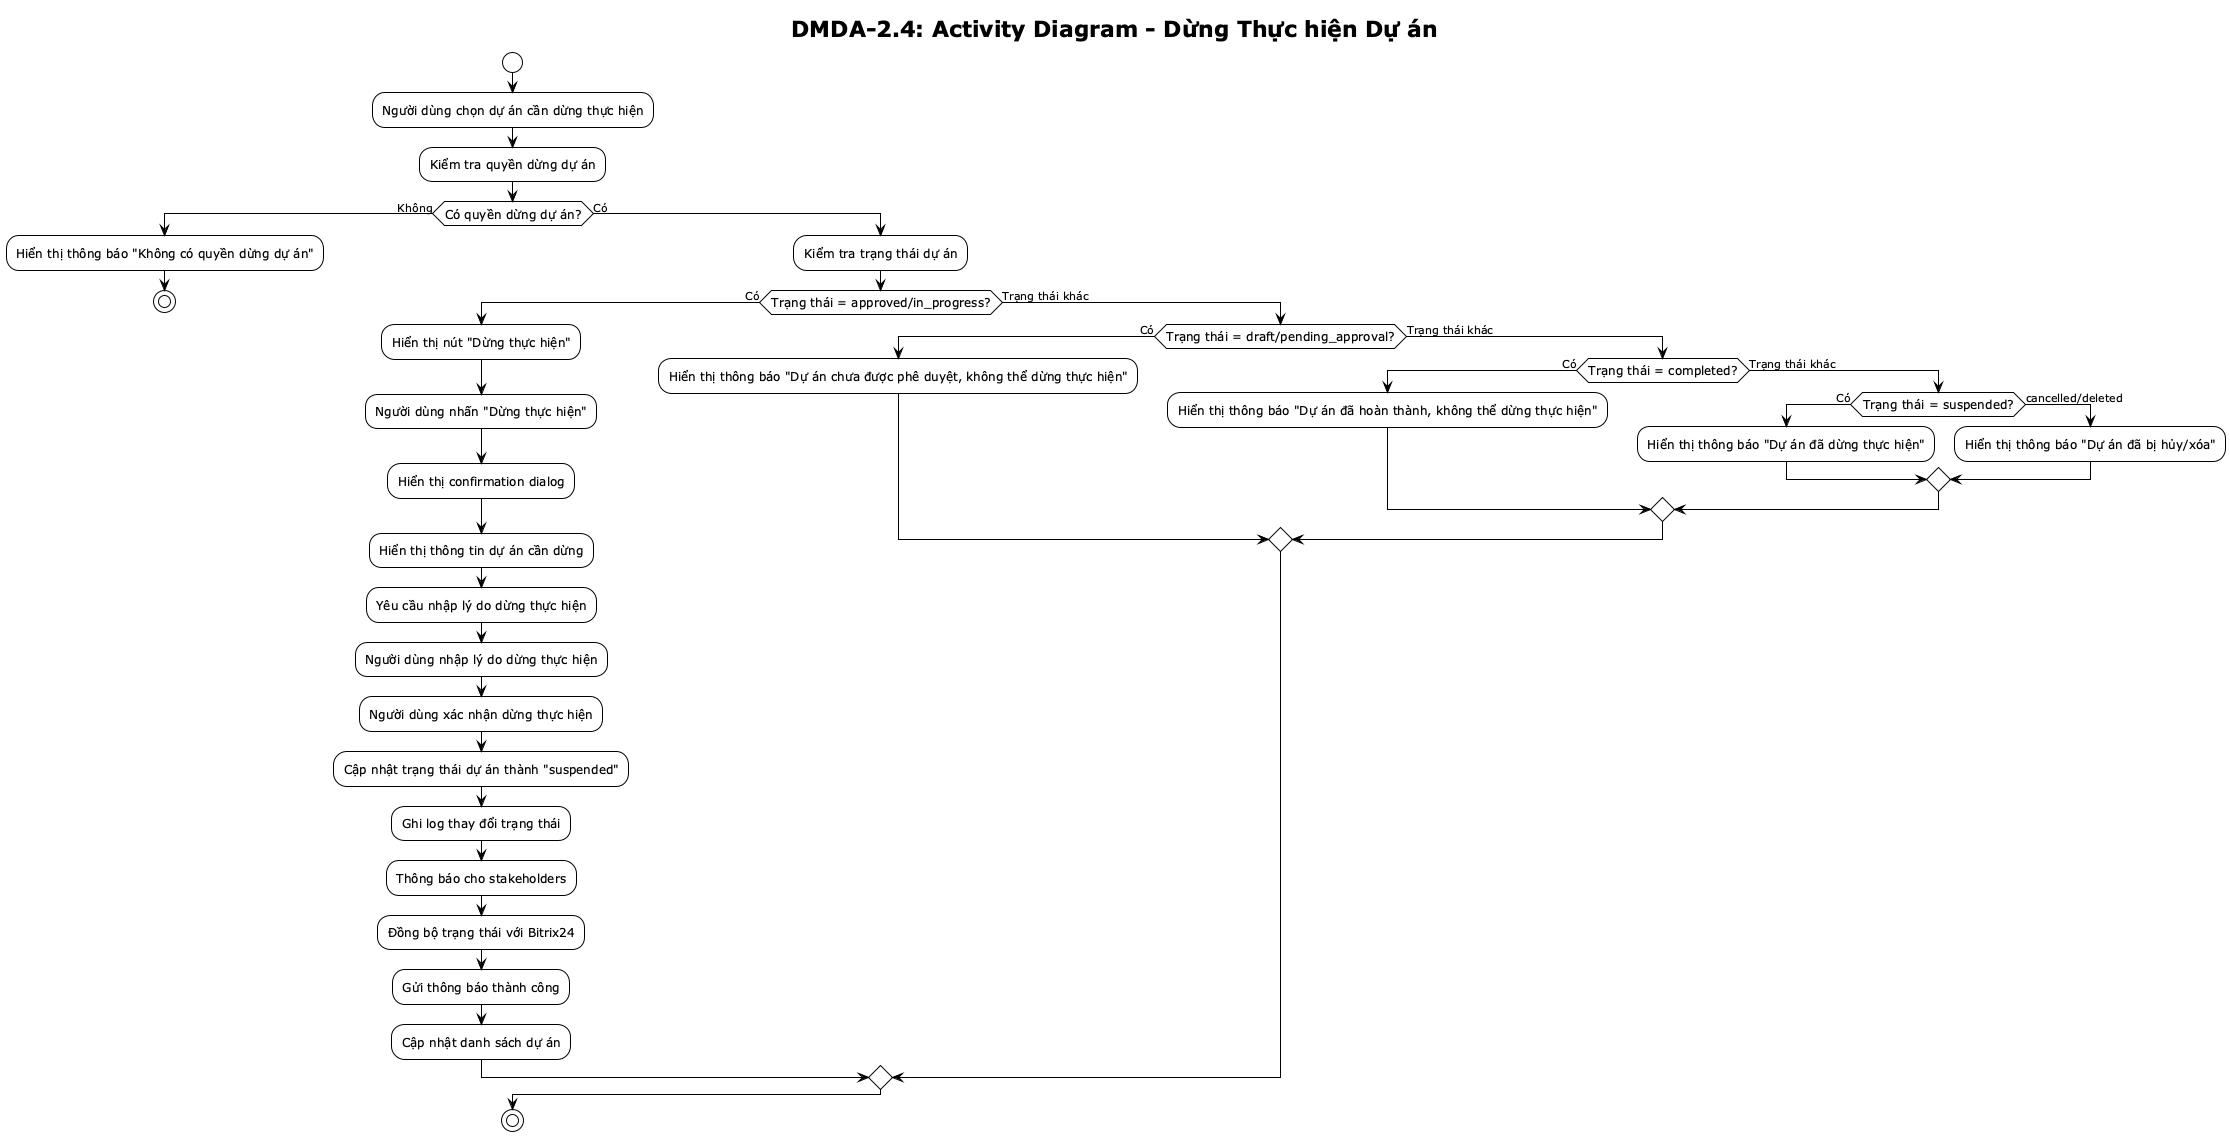 DMDA-2.4: Activity Diagram - Dừng Thực hiện Dự án
Người dùng chọn dự án cần dừng thực hiện
Kiểm tra quyền dừng dự án
Không
Có quyền dừng dự án?
Có
Hiển thị thông báo "Không có quyền dừng dự án"
Kiểm tra trạng thái dự án
Có
Trạng thái = approved/in_progress?
Trạng thái khác
Hiển thị nút "Dừng thực hiện"
Có
Trạng thái = draft/pending_approval?
Trạng thái khác
Hiển thị thông báo "Dự án chưa được phê duyệt, không thể dừng thực hiện"
Có
Trạng thái = completed?
Trạng thái khác
Hiển thị thông báo "Dự án đã hoàn thành, không thể dừng thực hiện"
Có
Trạng thái = suspended?
cancelled/deleted
Hiển thị thông báo "Dự án đã dừng thực hiện"
Hiển thị thông báo "Dự án đã bị hủy/xóa"
Người dùng nhấn "Dừng thực hiện"
Hiển thị confirmation dialog
Hiển thị thông tin dự án cần dừng
Yêu cầu nhập lý do dừng thực hiện
Người dùng nhập lý do dừng thực hiện
Người dùng xác nhận dừng thực hiện
Cập nhật trạng thái dự án thành "suspended"
Ghi log thay đổi trạng thái
Thông báo cho stakeholders
Đồng bộ trạng thái với Bitrix24
Gửi thông báo thành công
Cập nhật danh sách dự án